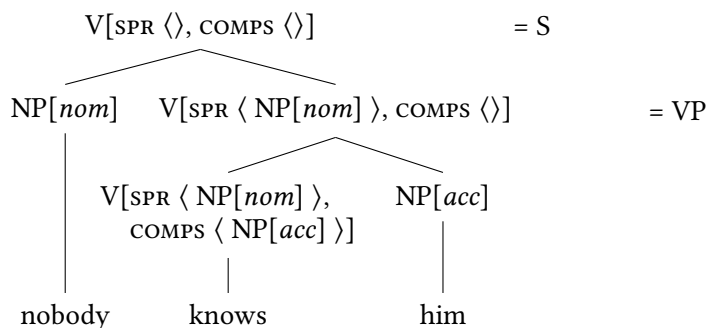 V[SPR ⟨⟩, COMPS ⟨⟩] = S
NP[nom] V[SPR ⟨ NP[nom] ⟩, COMPS ⟨⟩] = VP
V[SPR ⟨ NP[nom] ⟩, NP[acc]
COMPS ⟨ NP[acc] ⟩]
nobody knows him